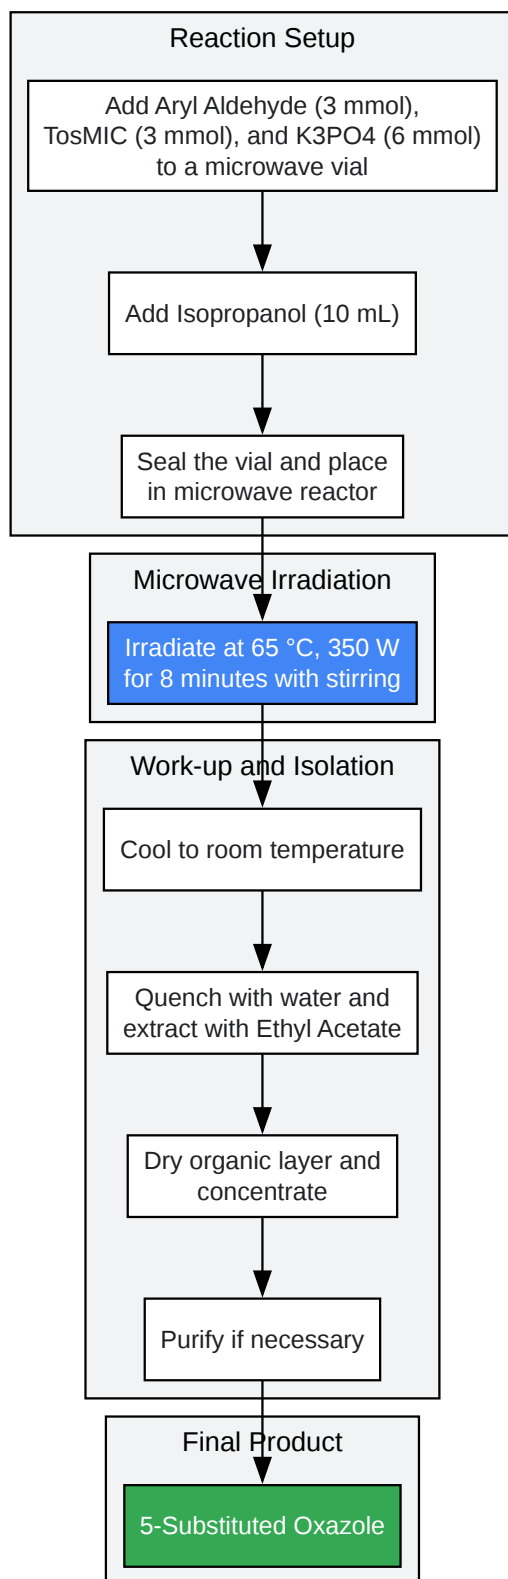 Reaction Setup
Add Aryl Aldehyde (3 mmol),
TosMIC (3 mmol), and K3PO4 (6 mmol)
to a microwave vial
Add Isopropanol (10 mL)
Seal the vial and place
in microwave reactor
Microwave Irradiation
Irradiate at 65 °C, 350 W
for 8 minutes with stirring
Work-up and Isolation
Cool to room temperature
Quench with water and
extract with Ethyl Acetate
Dry organic layer and
concentrate
Purify if necessary
Final Product
5-Substituted Oxazole